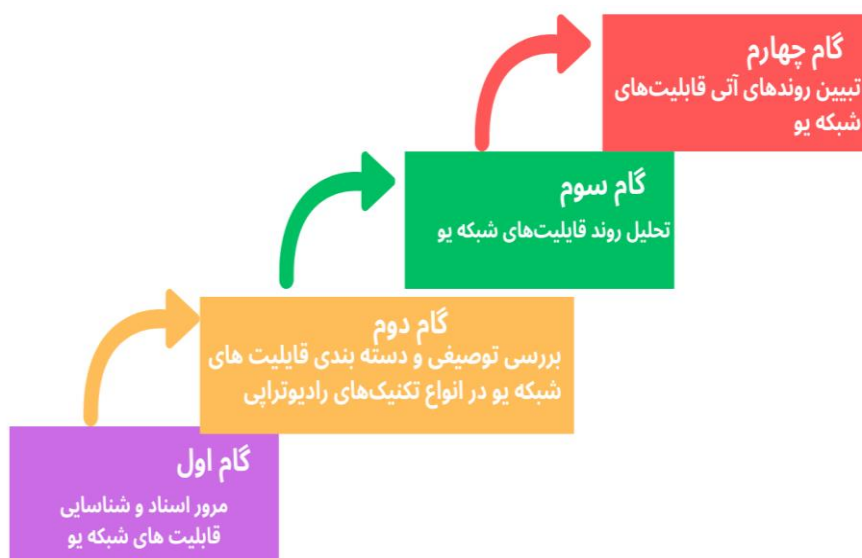 گام چهارم
تبیین روندهای آتی قابلیت‌های
شبکه یو
گام سوم
تحلیل روند قابلیت‌های شبکه یو
گام دوم
بررسی توصیفی و دسته بندی قابلیت های
شبکه یو در انواع تکنیک‌های رادیوتراپی
گام اول
مرور اسناد و شناسایی
قابلیت های شبکه یو